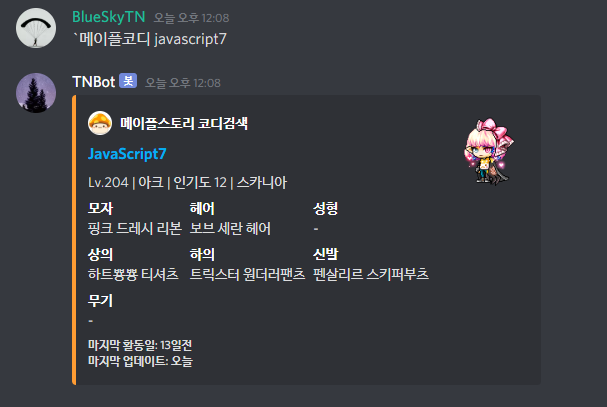 BlueSkyTN 오늘 오후 12:08
`메이플코디 javascript7
TNBot 봇 오늘 오후 12:08
메이플스토리 코디검색
JavaScript7
Lv.204 | 아크 | 인기도 12 | 스카니아
모자 헤어 성형
핑크 드레시 리본 보브 세란 헤어 -
상의 하의 신발
하트뿅뿅 티셔츠 트릭스터 원더러팬츠 펜살리르 스키퍼부츠
무기
-
마지막 활동일: 13일전
마지막 업데이트: 오늘